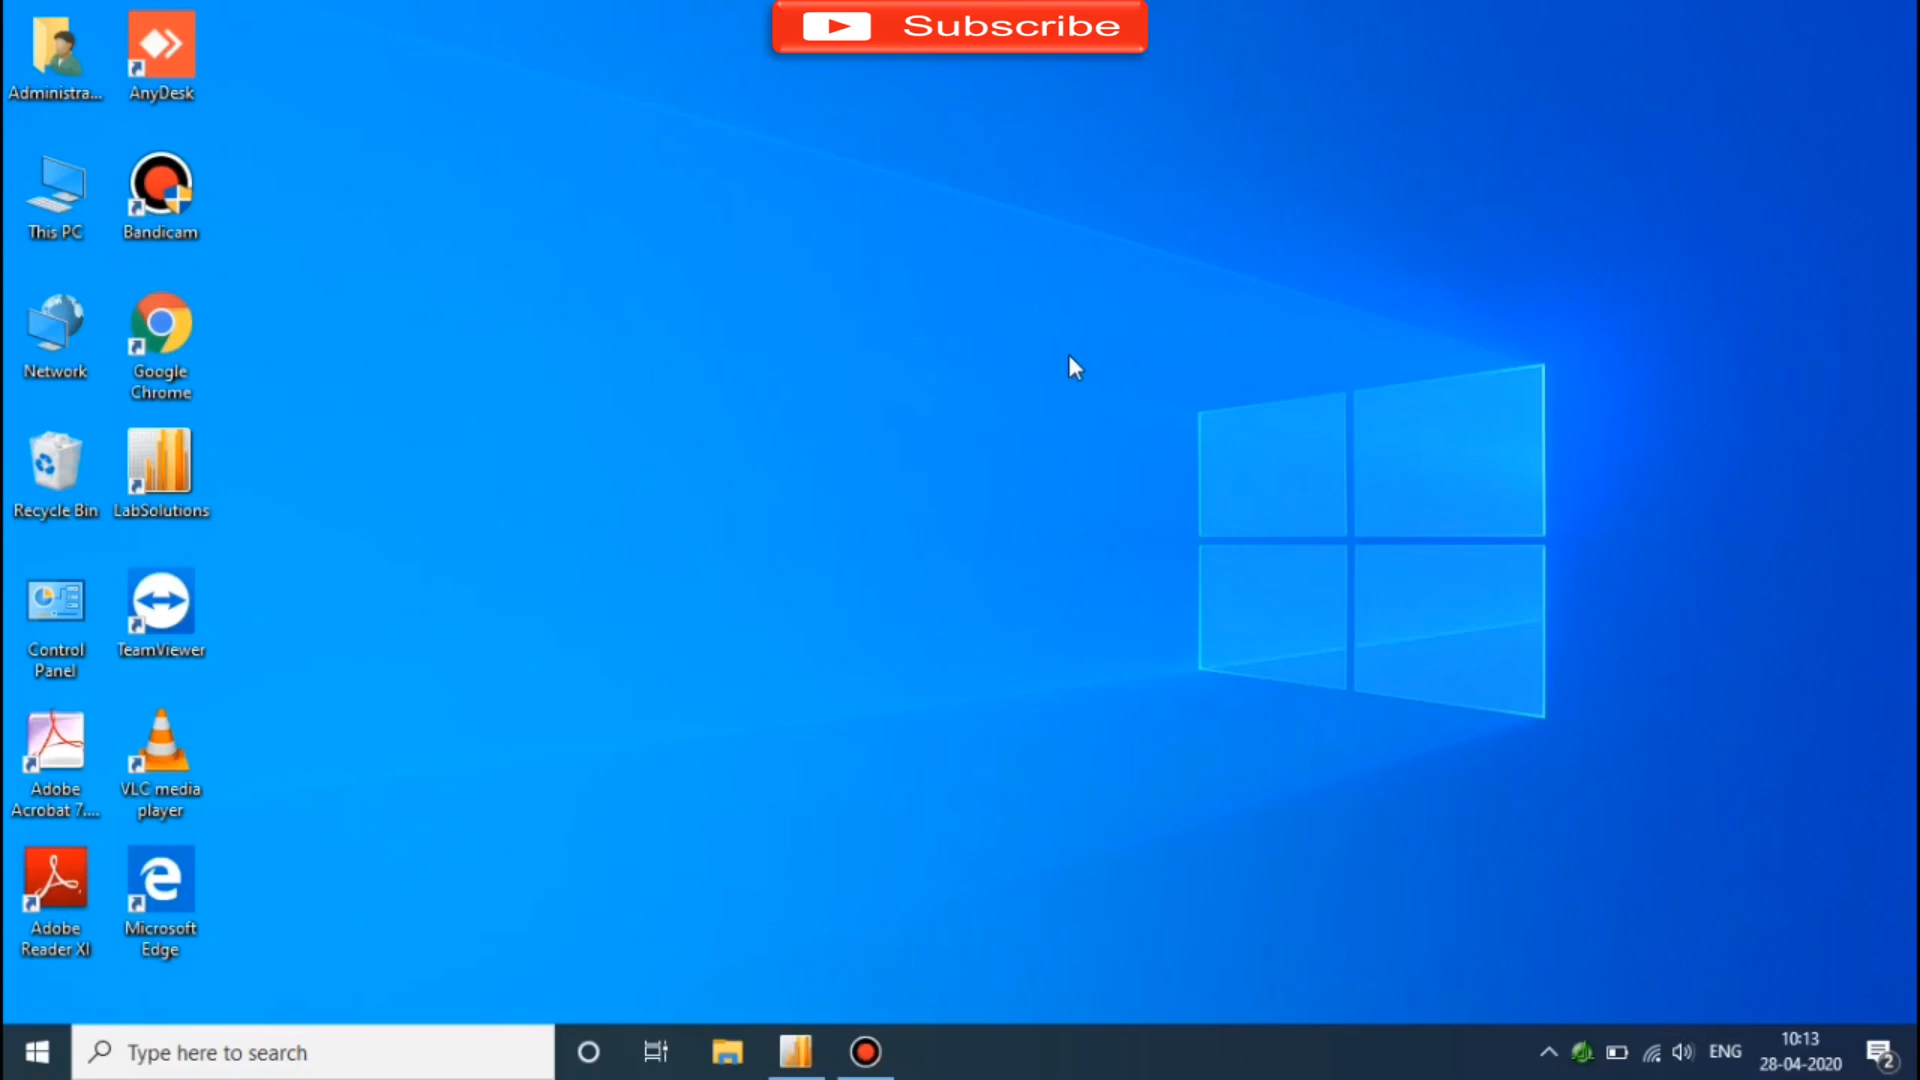 Subscribe
Administra...
AnyDesk
This PC
Bandicam
Network
Google
Chrome
Recycle Bin
LabSolutions
Control
Panel
TeamViewer
Adobe
Acrobat 7....
VLC media
player
Adobe
Reader XI
Microsoft
Edge
Type here to search
ENG
10:13
28-04-2020
2